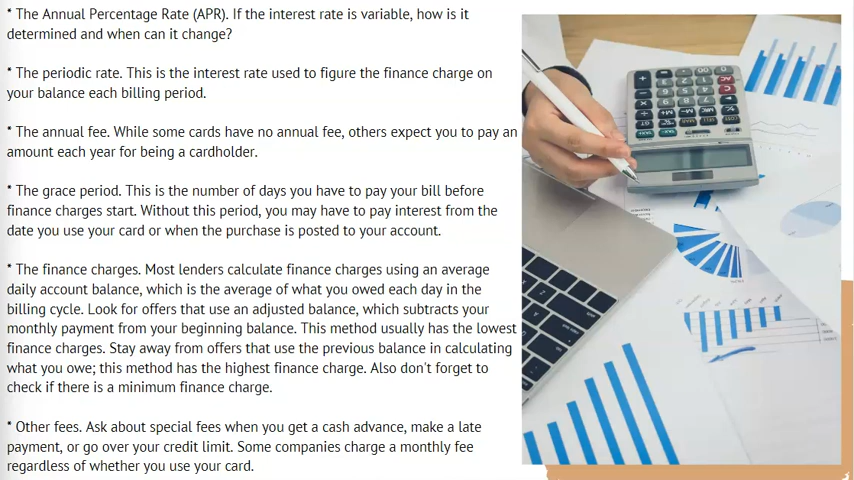 * The Annual Percentage Rate (APR). If the interest rate is variable, how is it
determined and when can it change?
* The periodic rate. This is the interest rate used to figure the finance charge on
your balance each billing period.
* The annual fee. While some cards have no annual fee, others expect you to pay an
amount each year for being a cardholder.
* The grace period. This is the number of days you have to pay your bill before
finance charges start. Without this period, you may have to pay interest from the
date you use your card or when the purchase is posted to your account.
* The finance charges. Most lenders calculate finance charges using an average
daily account balance, which is the average of what you owed each day in the
billing cycle. Look for offers that use an adjusted balance, which subtracts your
monthly payment from your beginning balance. This method usually has the lowest
finance charges. Stay away from offers that use the previous balance in calculating
what you owe; this method has the highest finance charge. Also don't forget to
check if there is a minimum finance charge.
* Other fees. Ask about special fees when you get a cash advance, make a late
payment, or go over your credit limit. Some companies charge a monthly fee
regardless of whether you use your card.